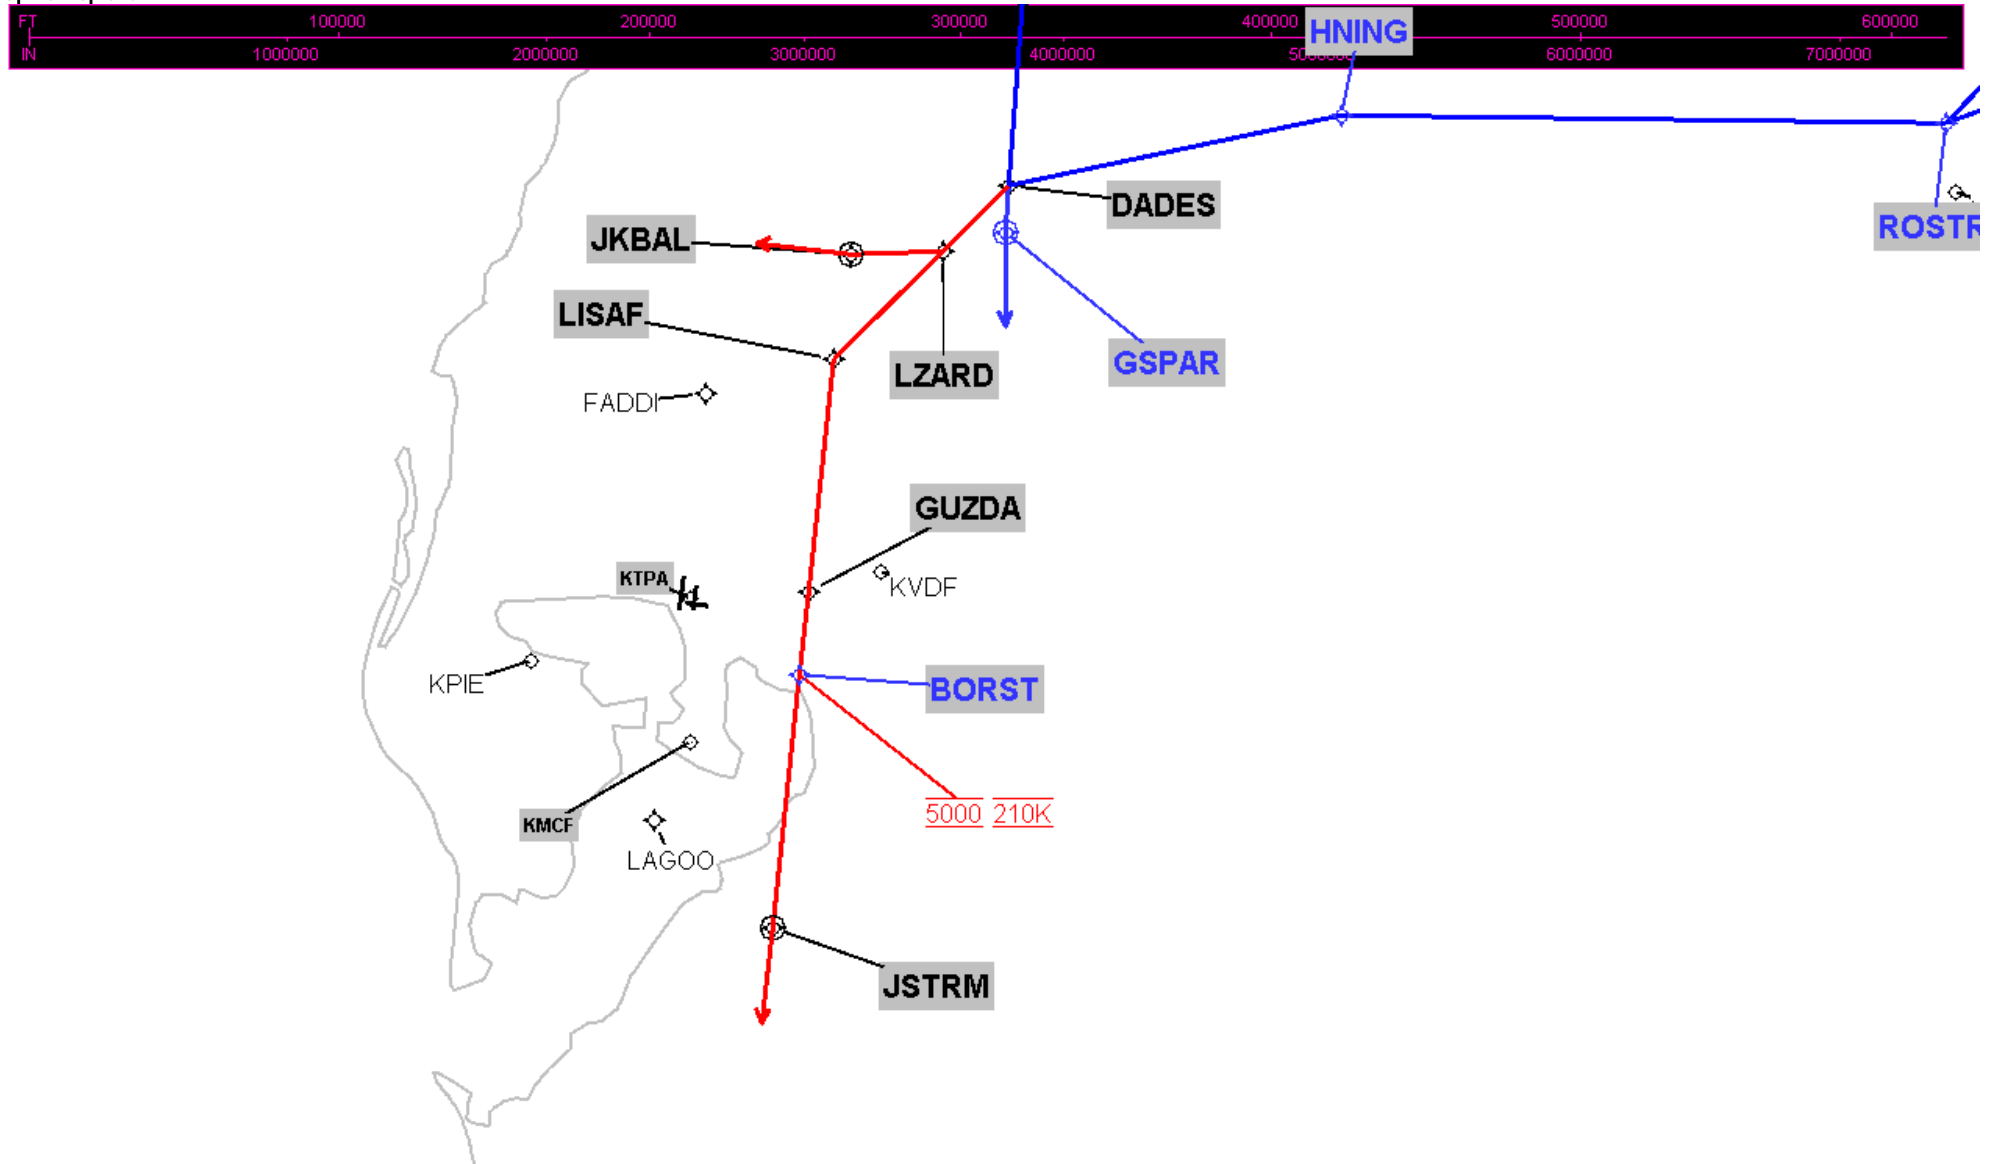 FT 100000 200000 300000 400000 500000 600000
IN 1000000 2000000 3000000 4000000 6000000 7000000
HNING
DADES
ROSTR
JKBAL
LISAF
GSPAR
LZARD
FADDI
GUZDA
KTPA
KVDF
KPIE
BORST
5000 210K
KMCF
LAGOO
JSTRM